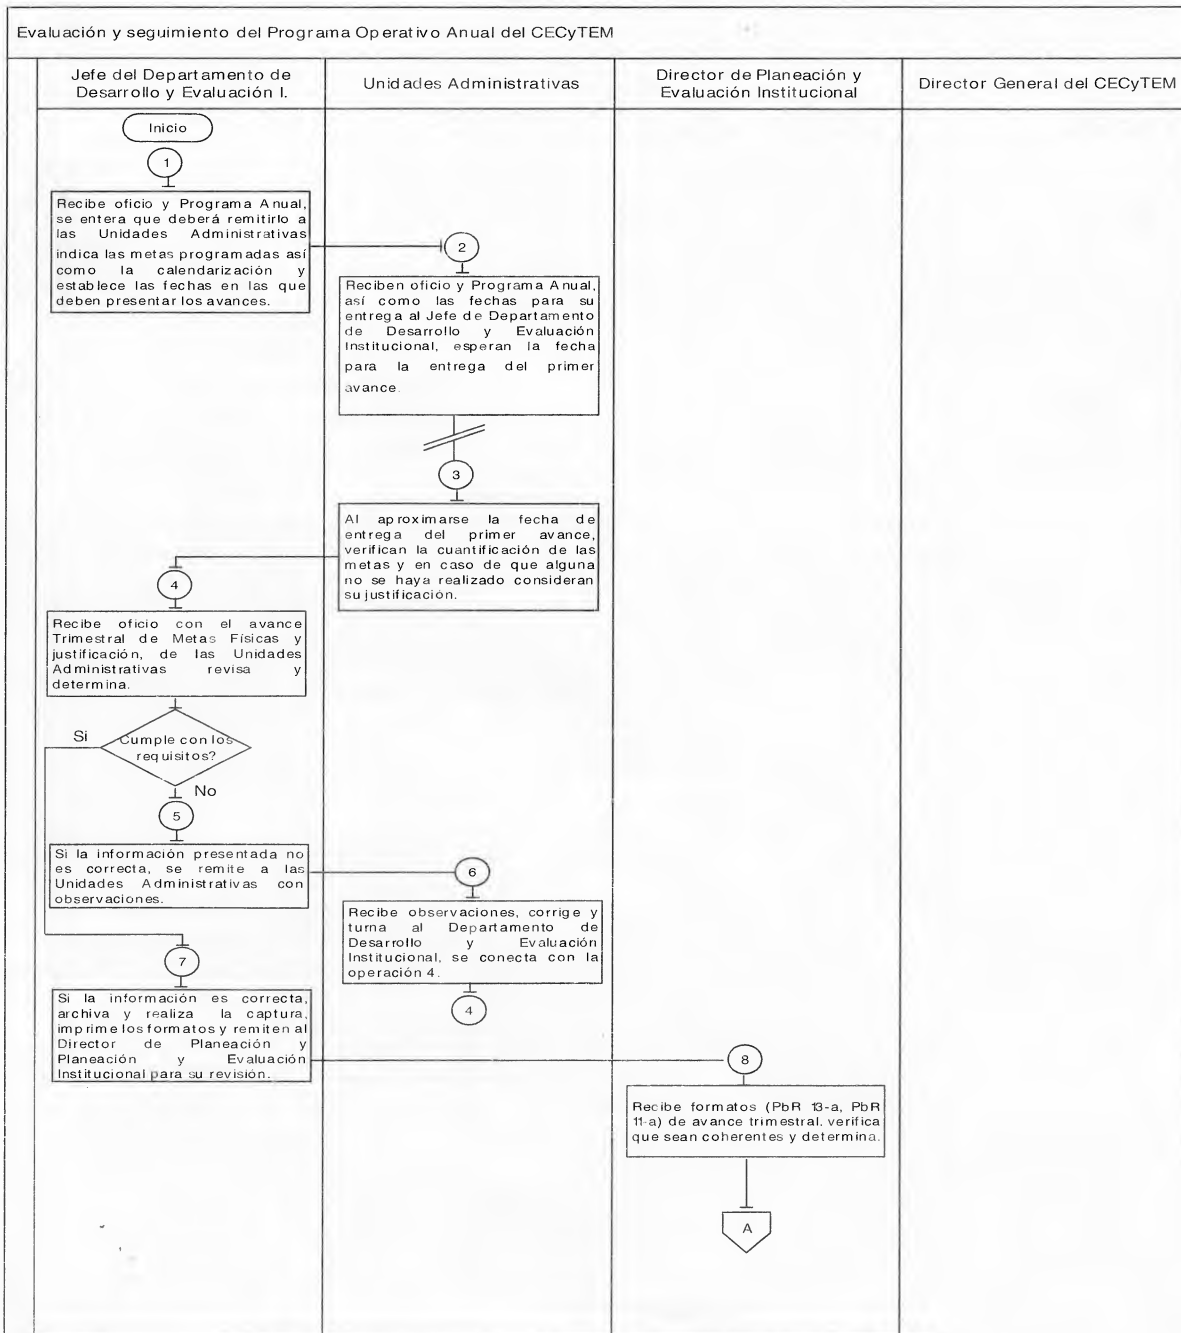 Evaluación y seguimiento del Programa Operativo Anual del CECyTEM
Jefe del Departamento de
Desarrollo y Evaluación I.
Unidades Administrativas
Director de Planeación y
Evaluación Institucional
Director General del CECyTEM
Inicio
1
Recibe oficio y Programa Anual,
se entera que deberá remitirlo a
las Unidades Administrativas
indica las metas programadas así
como la calendarización y
establece las fechas en las que
deben presentar los avances.
2
Reciben oficio y Programa Anual,
así como las fechas para su
entrega al Jefe de Departamento
de Desarrollo y Evaluación
Institucional, esperan la fecha
para la entrega del primer
avance.
3
Al aproximarse la fecha de
entrega del primer avance,
verifican la cuantificación de las
metas y en caso de que alguna
no se haya realizado consideran
su justificación.
4
Recibe oficio con el avance
Trimestral de Metas Físicas y
justificación, de las Unidades
Administrativas revisa y
determina.
Si
Cumple con los
requisitos?
No
5
Si la información presentada no
es correcta, se remite a las
Unidades Administrativas con
observaciones.
6
Recibe observaciones, corrige y
turna al Departamento de
Desarrollo y Evaluación
Institucional, se conecta con la
operación 4.
4
7
Si la información es correcta,
archiva y realiza la captura,
imprime los formatos y remiten al
Director de Planeación y
Planeación y Evaluación
Institucional para su revisión.
8
Recibe formatos (PbR 13-a, PbR
11-a) de avance trimestral. verifica
que sean coherentes y determina.
A